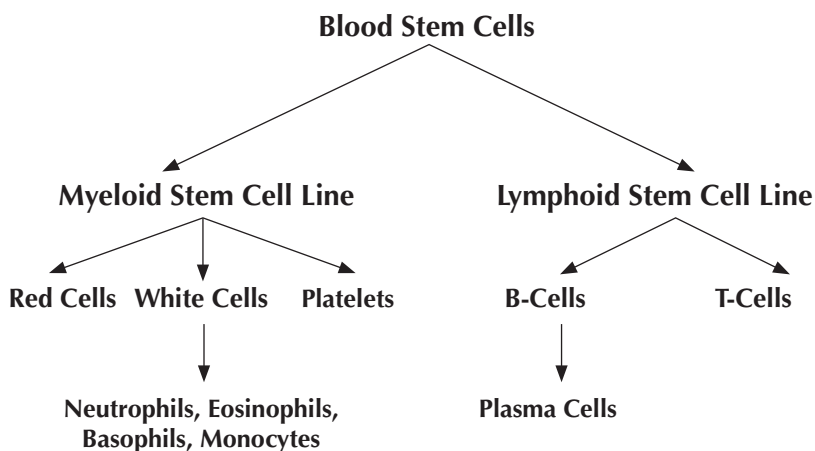 Blood Stem Cells
Myeloid Stem Cell Line
Lymphoid Stem Cell Line
Red Cells
White Cells
Platelets
B-Cells
T-Cells
Neutrophils, Eosinophils,
Basophils, Monocytes
Plasma Cells